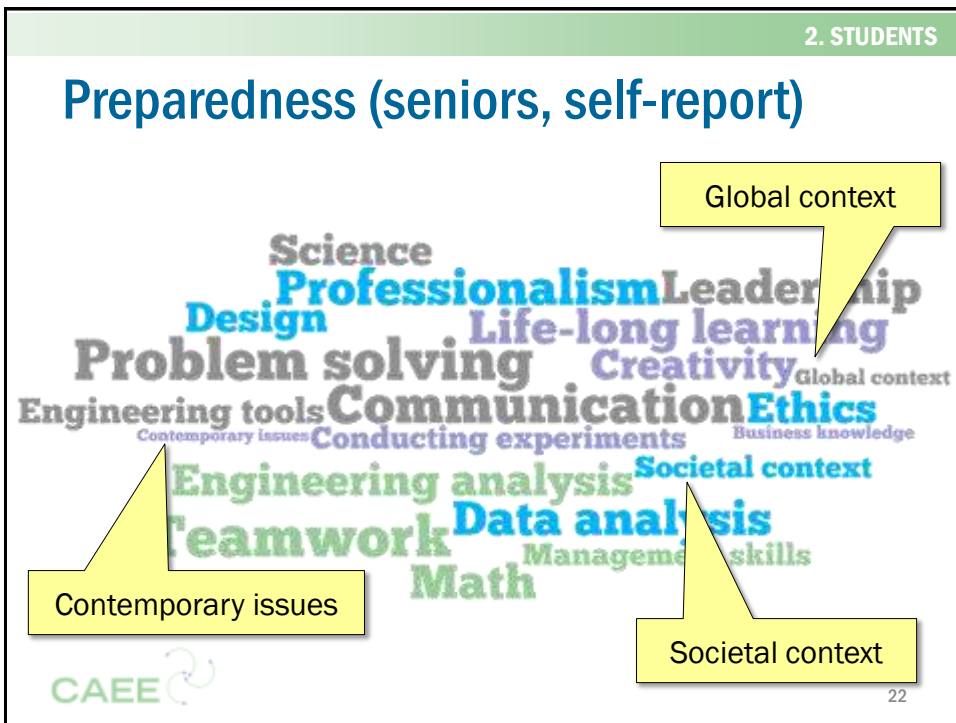 2. STUDENTS
Preparedness (seniors, self-report)
Global context
Science
Professionalism Leadership
Design Life-long learning
Problem solving Creativity Global context
Engineering tools Communication Ethics
Contemporary issues Conducting experiments Business knowledge
Engineering analysis Societal context
Teamwork Data analysis
Management skills
Math
Contemporary issues
Societal context
CAEE
22